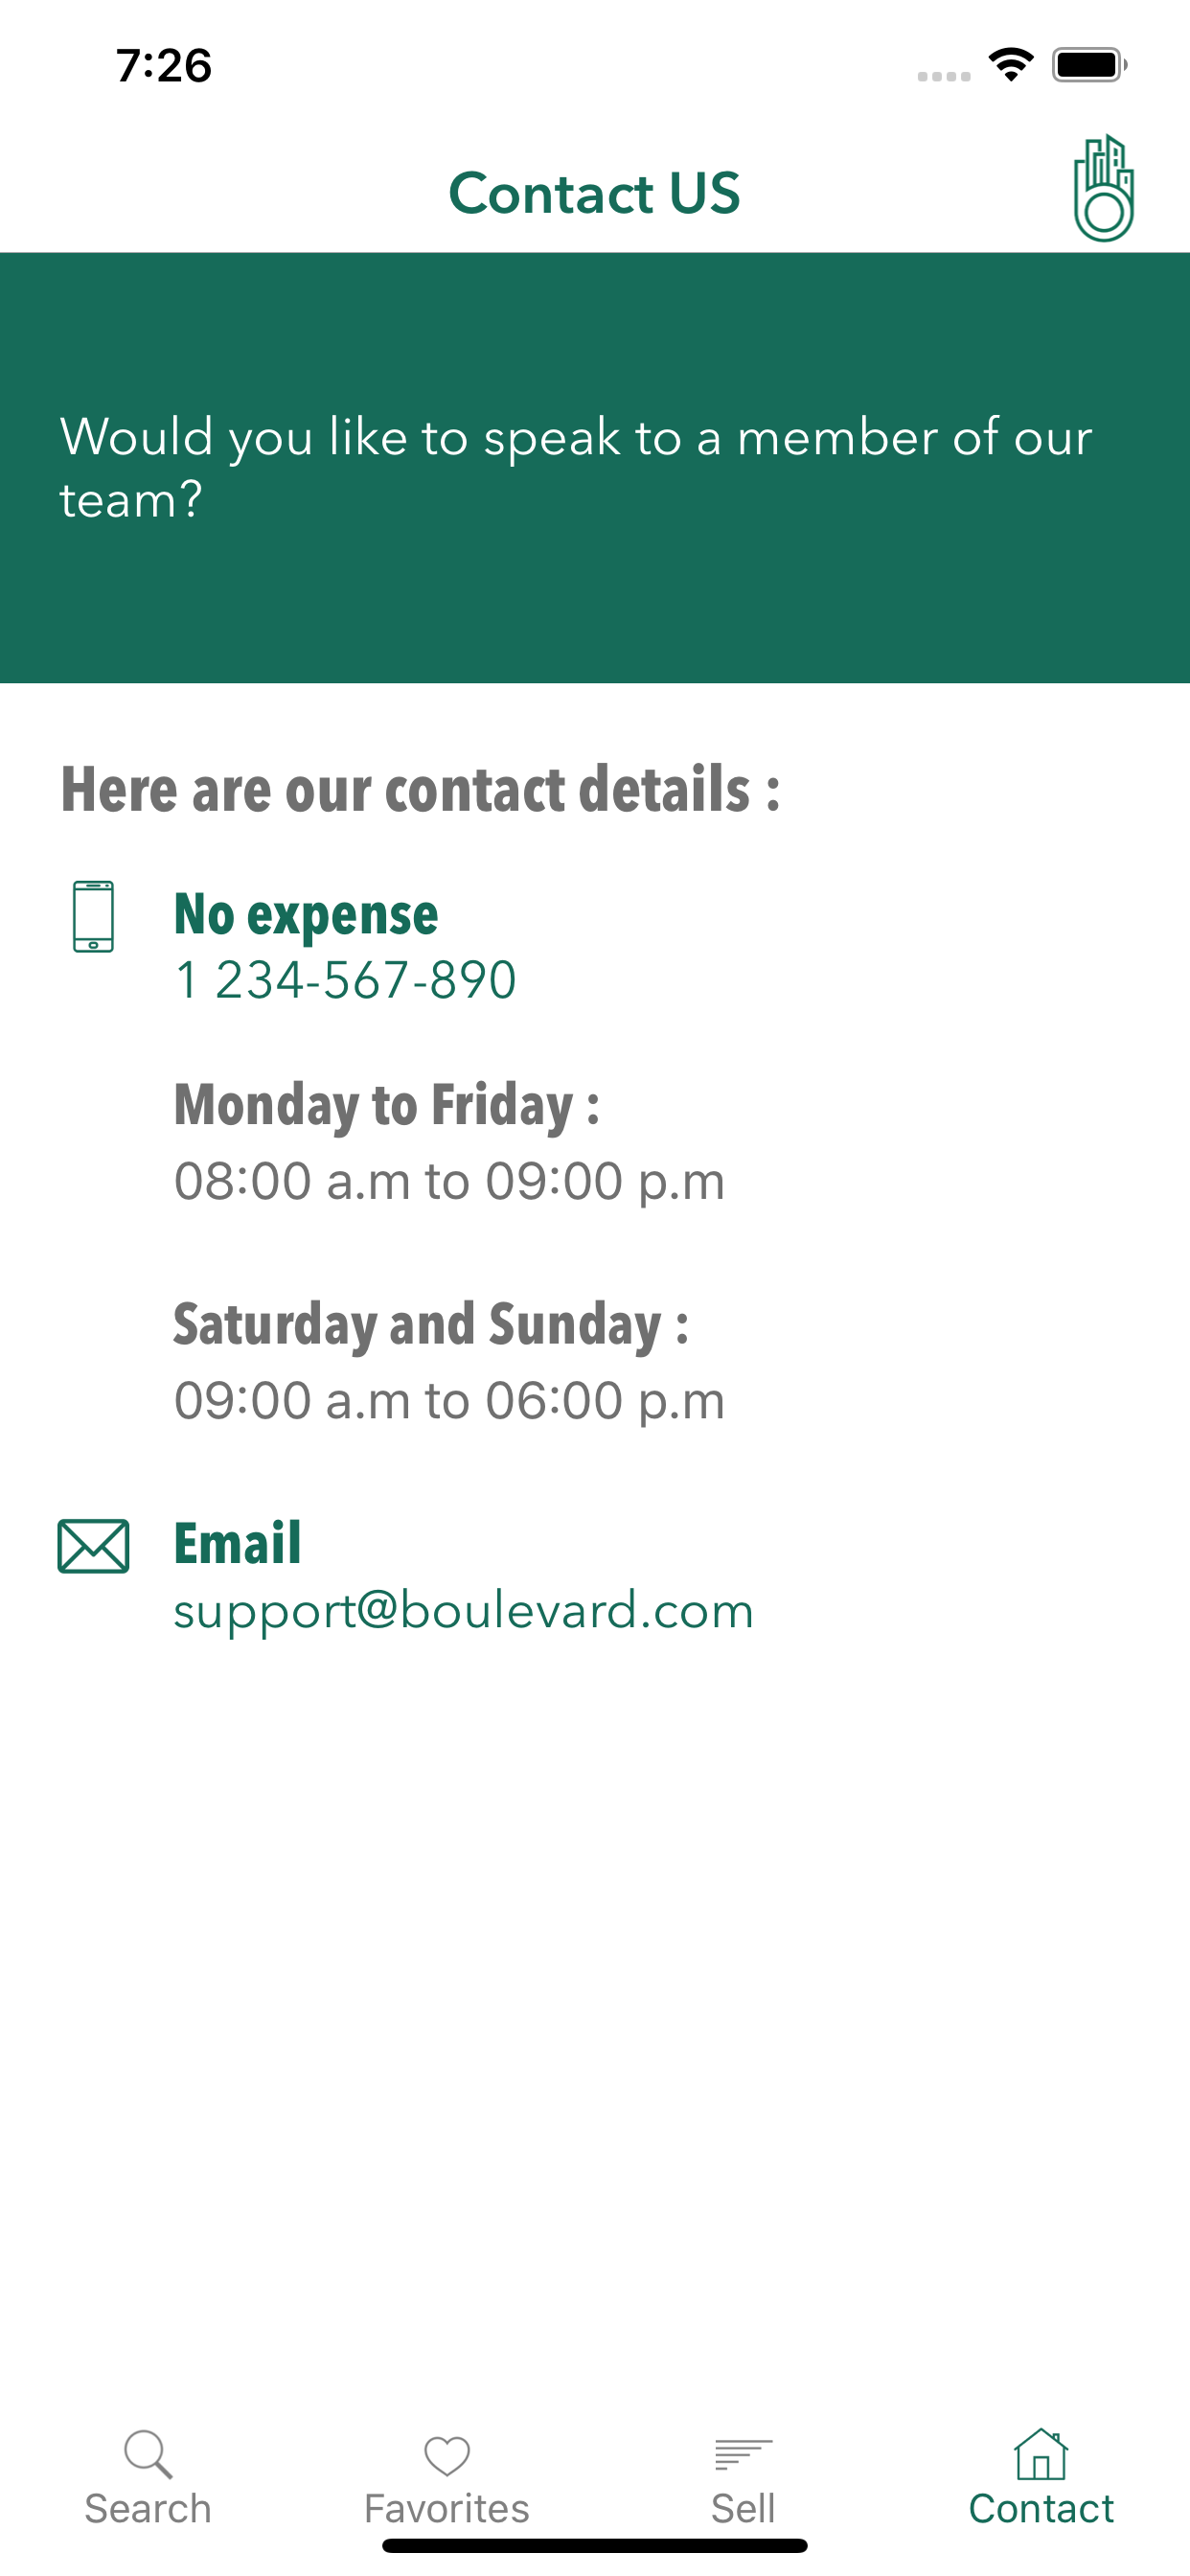 7:26
Contact US
Would you like to speak to a member of our
team?
Here are our contact details :
No expense
1 234-567-890
Monday to Friday :
08:00 a.m to 09:00 p.m
Saturday and Sunday :
09:00 a.m to 06:00 p.m
Email
support@boulevard.com
Search Favorites Sell Contact